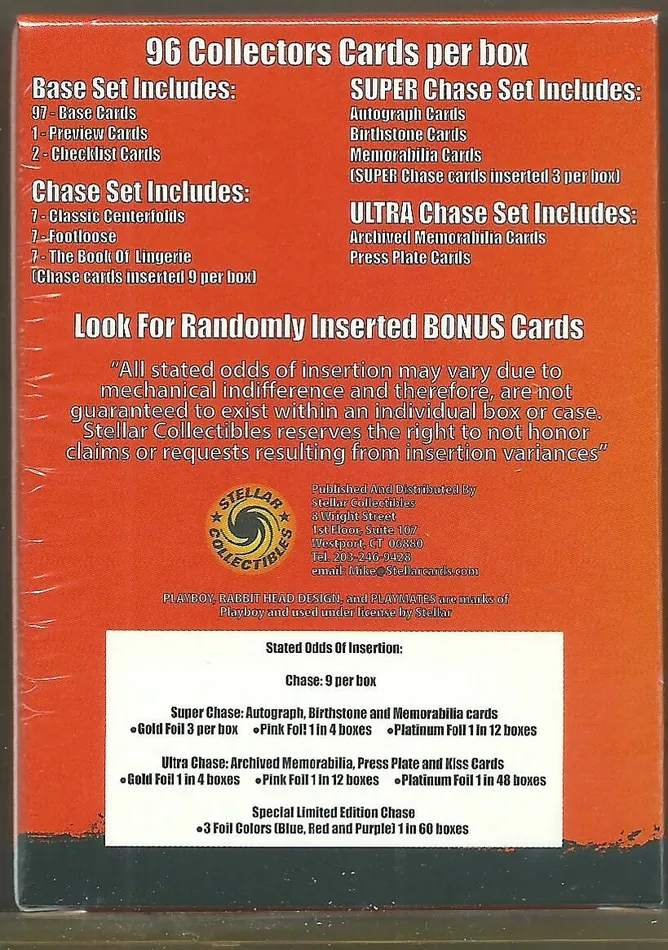 96 Collectors Cards per box
Base Set Includes:
97 - Base Cards
1 - Preview Cards
2 - Checklist Cards
Chase Set Includes:
7 - Classic Centerfolds
7 - Footloose
7 - The Book Of Lingerie
(Chase cards inserted 9 per box)
SUPER Chase Set Includes:
Autograph Cards
Birthstone Cards
Memorabilia Cards
(SUPER Chase cards inserted 3 per box)
ULTRA Chase Set Includes:
Archived Memorabilia Cards
Press Plate Cards
Look For Randomly Inserted BONUS Cards
"All stated odds of insertion may vary due to
mechanical indifference and therefore, are not
guaranteed to exist within an individual box or case.
Stellar Collectibles reserves the right to not honor
claims or requests resulting from insertion variances"
STELLAR
COLLECTIBLES
Published And Distributed By
Stellar Collectibles
8 Wright Street
1st Floor, Suite 107
Westport, CT 06880
Tel. 203-246-9428
email: Mike@Stellarcards.com
PLAYBOY, RABBIT HEAD DESIGN, and PLAYMATES are marks of
Playboy and used under license by Stellar
Stated Odds Of Insertion:
Chase: 9 per box
Super Chase: Autograph, Birthstone and Memorabilia cards
•Gold Foil 3 per box •Pink Foil 1 in 4 boxes •Platinum Foil 1 in 12 boxes
Ultra Chase: Archived Memorabilia, Press Plate and Kiss Cards
•Gold Foil 1 in 4 boxes •Pink Foil 1 in 12 boxes •Platinum Foil 1 in 48 boxes
Special Limited Edition Chase
•3 Foil Colors (Blue, Red and Purple) 1 in 60 boxes